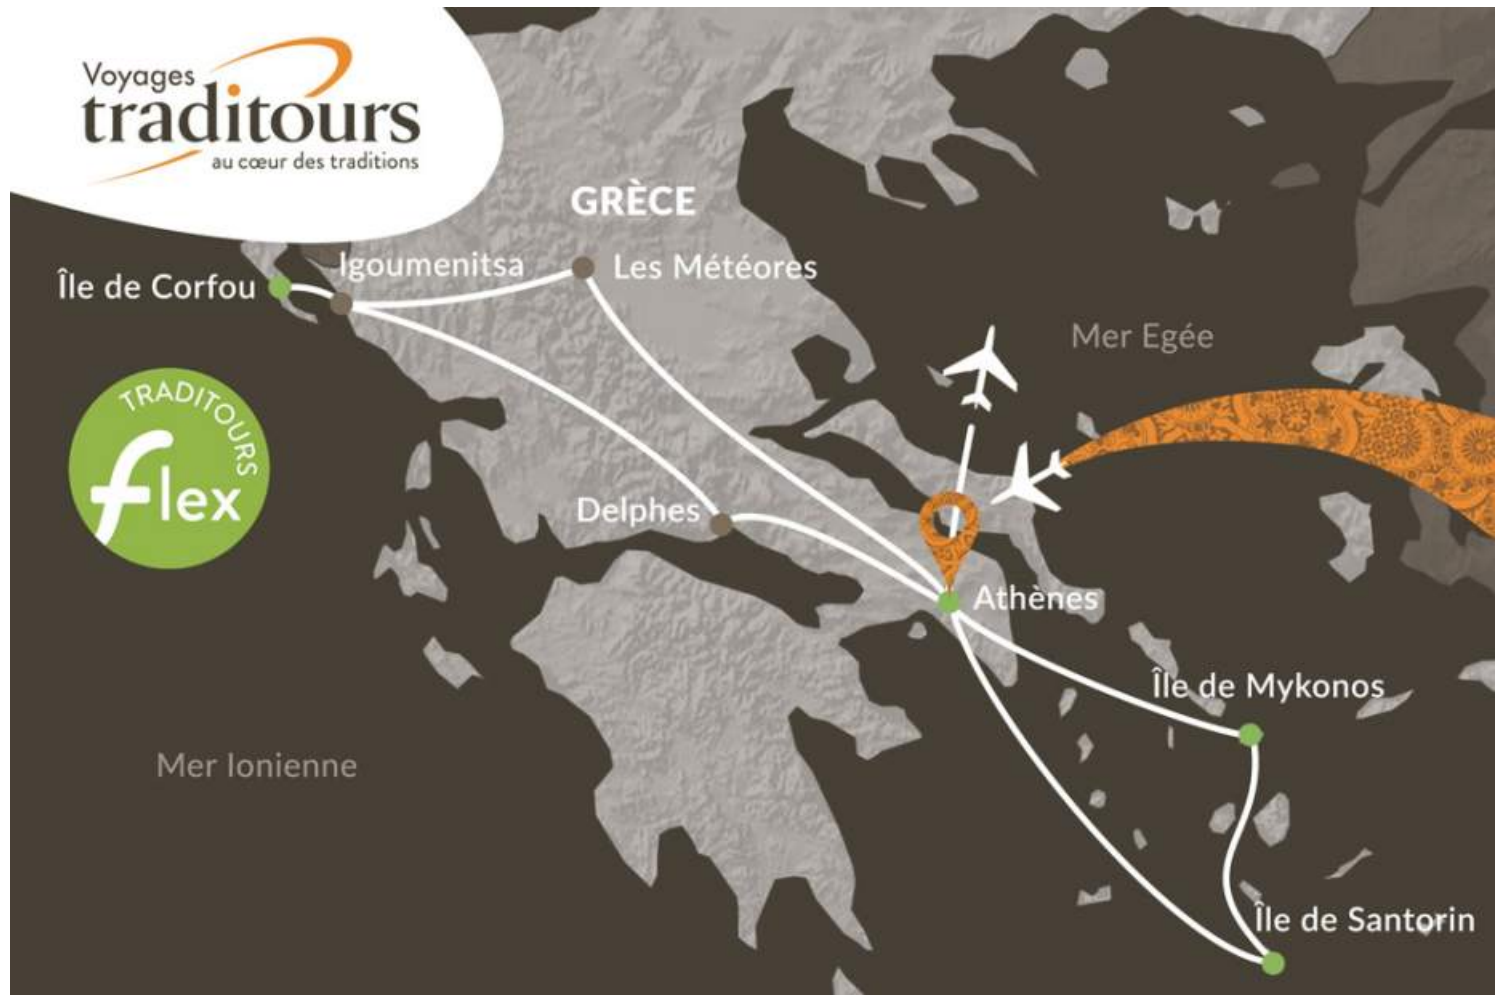 Voyages
traditours
au cœur des traditions
GRÈCE
Igoumenitsa
Les Météores
Île de Corfou
Mer Egée
TRADITOURS
flex
Delphes
Athènes
Île de Mykonos
Mer Ionienne
Île de Santorin